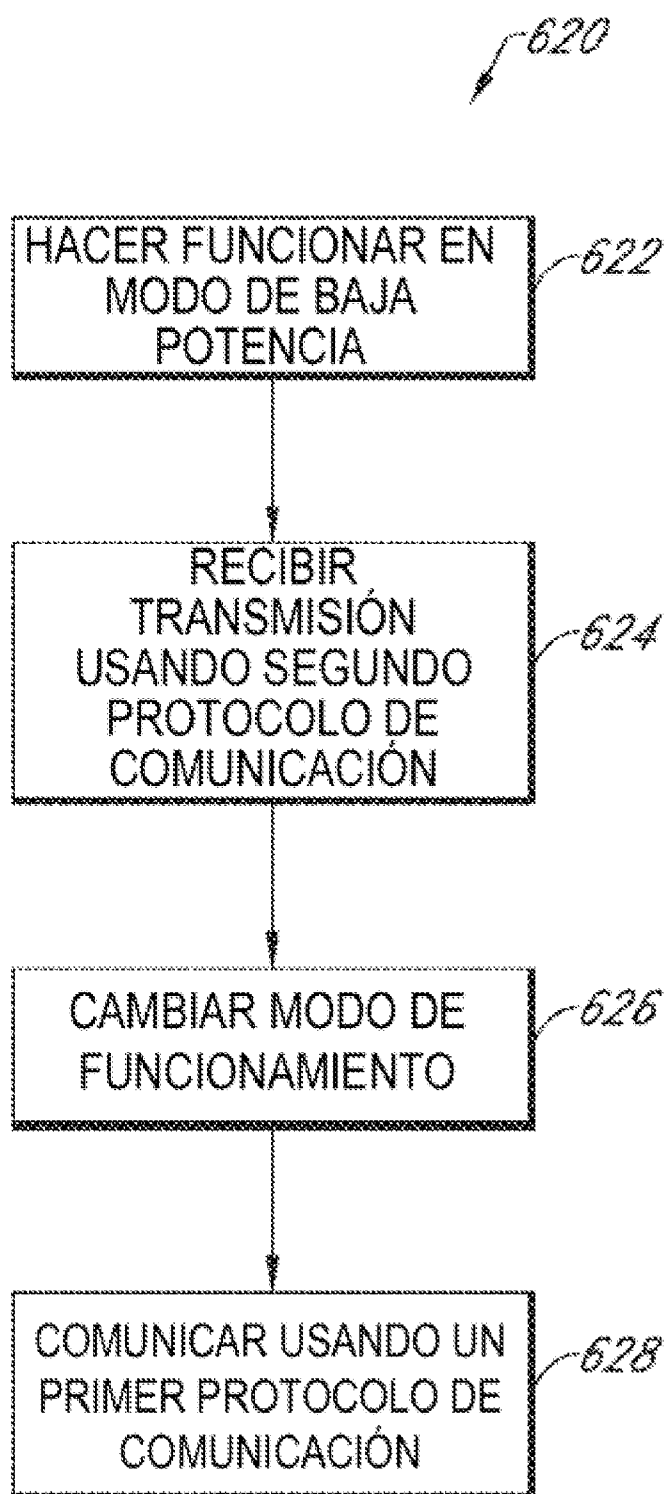 620
HACER FUNCIONAR EN
MODO DE BAJA
POTENCIA
622
RECIBIR
TRANSMISIÓN
USANDO SEGUNDO
PROTOCOLO DE
COMUNICACIÓN
624
CAMBIAR MODO DE
FUNCIONAMIENTO
626
COMUNICAR USANDO UN
PRIMER PROTOCOLO DE
COMUNICACIÓN
628